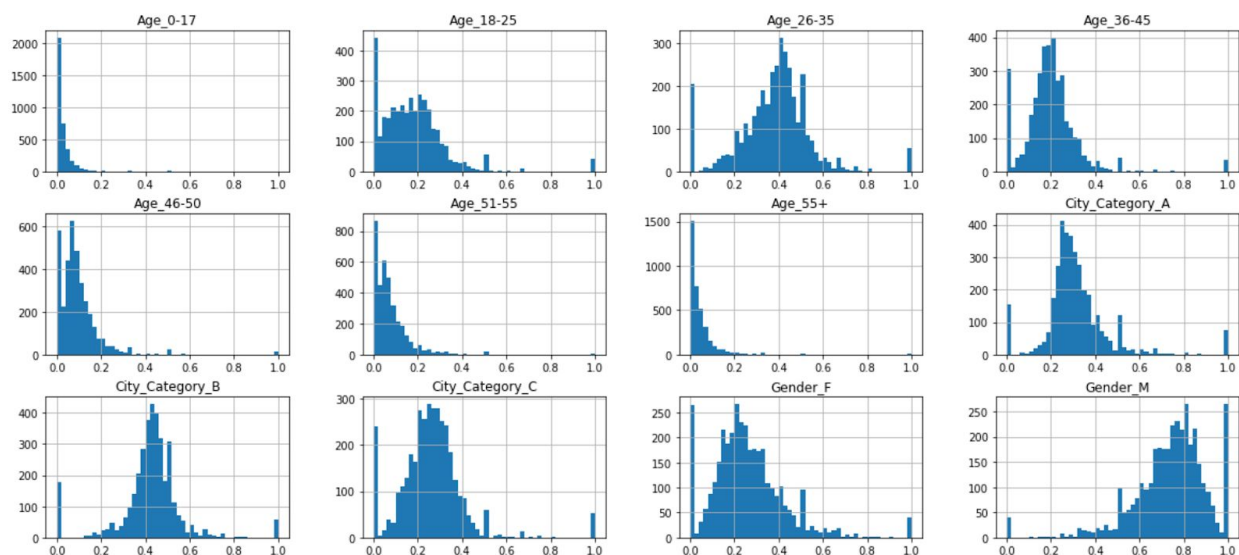 Age_0-17 Age_18-25 Age_26-35 Age_36-45
2000 400 300 400
1500 300 200 300
1000 200 100 200
500 100 0 100
0 0 0
0.0 0.2 0.4 0.6 0.8 1.0 0.0 0.2 0.4 0.6 0.8 1.0 0.0 0.2 0.4 0.6 0.8 1.0 0.0 0.2 0.4 0.6 0.8 1.0
Age_46-50 Age_51-55 Age_55+ City_Category_A
600 800 1500 400
400 600 1000 300
200 400 500 200
0 200 0 100
0 0
0.0 0.2 0.4 0.6 0.8 1.0 0.0 0.2 0.4 0.6 0.8 1.0 0.0 0.2 0.4 0.6 0.8 1.0 0.0 0.2 0.4 0.6 0.8 1.0
City_Category_B City_Category_C Gender_F Gender_M
400 300 250 250
300 200 200 200
200 100 150 150
100 0 100 100
0 50 50
0 0
0.0 0.2 0.4 0.6 0.8 1.0 0.0 0.2 0.4 0.6 0.8 1.0 0.0 0.2 0.4 0.6 0.8 1.0 0.0 0.2 0.4 0.6 0.8 1.0